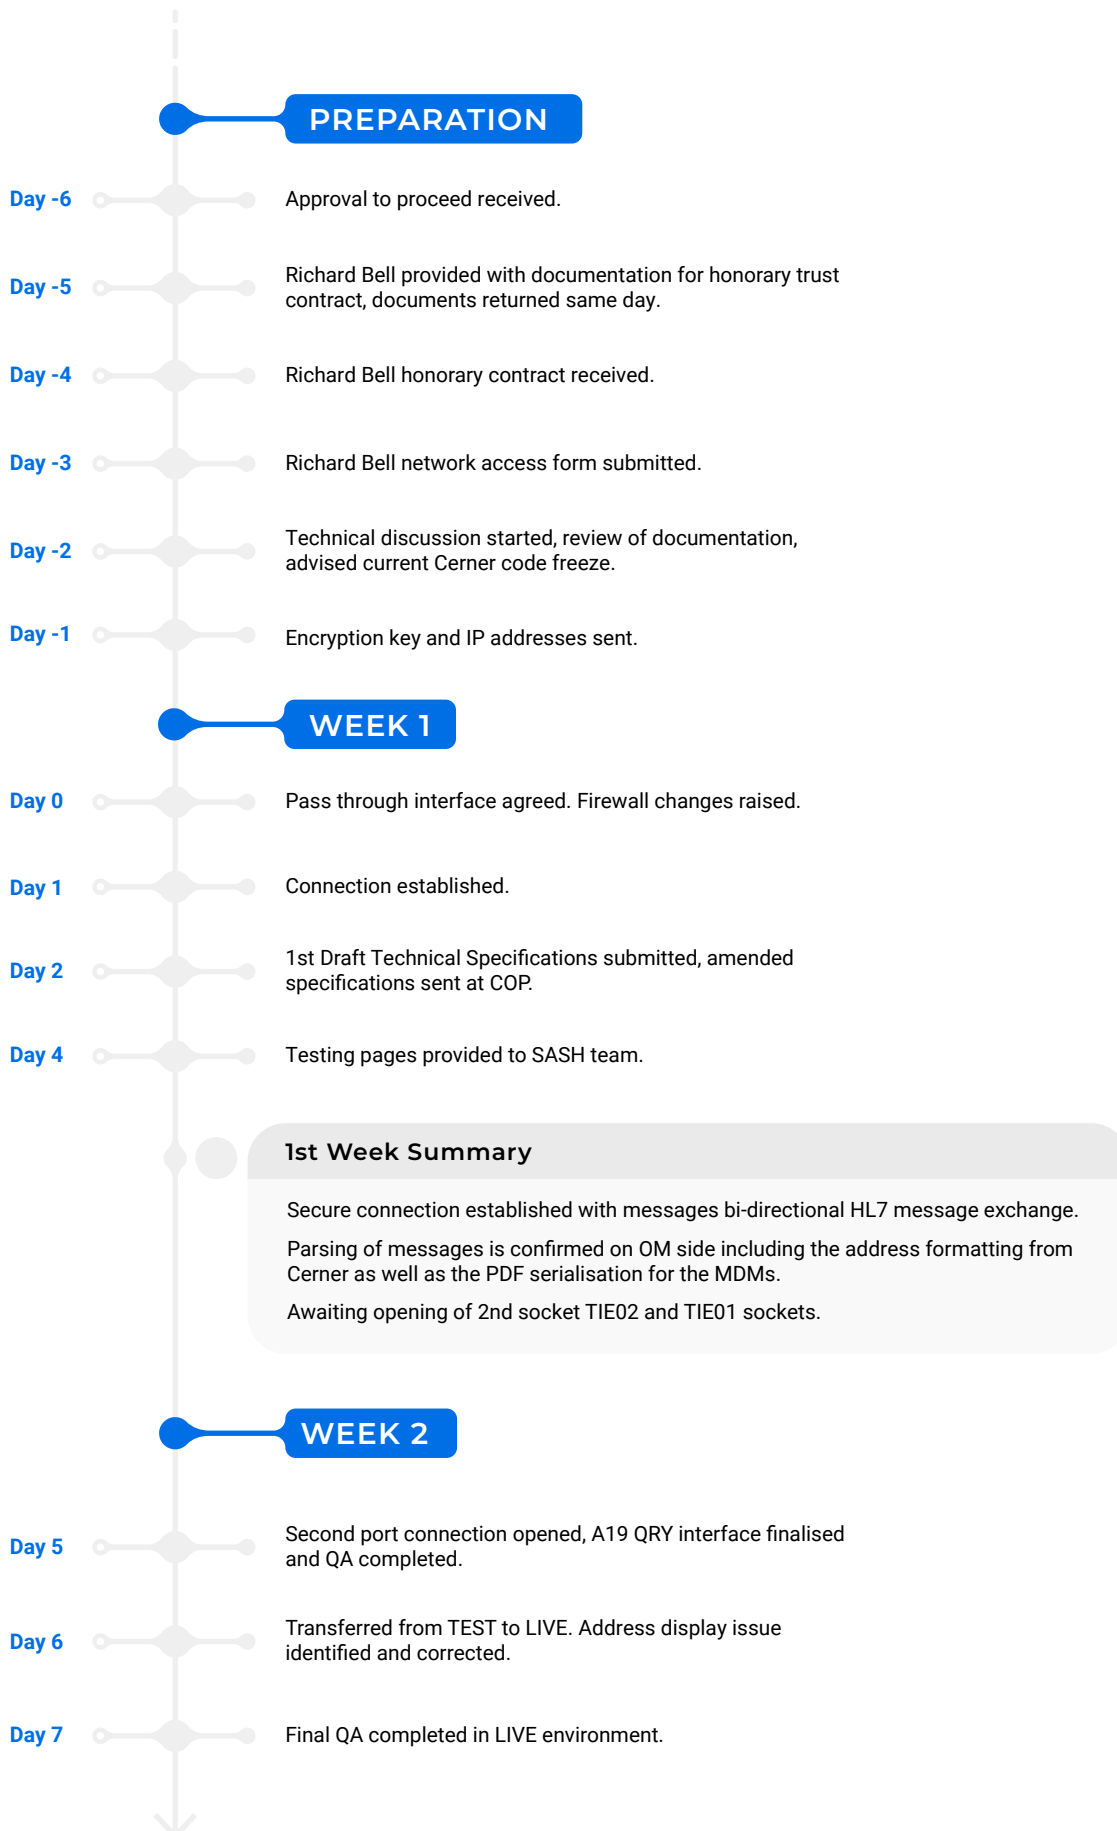 PREPARATION
Day -6
Approval to proceed received.
Day -5
Richard Bell provided with documentation for honorary trust
contract, documents returned same day.
Day -4
Richard Bell honorary contract received.
Day -3
Richard Bell network access form submitted.
Day -2
Technical discussion started, review of documentation,
advised current Cerner code freeze.
Day -1
Encryption key and IP addresses sent.
WEEK 1
Day 0
Pass through interface agreed. Firewall changes raised.
Day 1
Connection established.
Day 2
1st Draft Technical Specifications submitted, amended
specifications sent at COP.
Day 4
Testing pages provided to SASH team.
1st Week Summary
Secure connection established with messages bi-directional HL7 message exchange.
Parsing of messages is confirmed on OM side including the address formatting from
Cerner as well as the PDF serialisation for the MDMs.
Awaiting opening of 2nd socket TIE02 and TIE01 sockets.
WEEK 2
Day 5
Second port connection opened, A19 QRY interface finalised
and QA completed.
Day 6
Transferred from TEST to LIVE. Address display issue
identified and corrected.
Day 7
Final QA completed in LIVE environment.